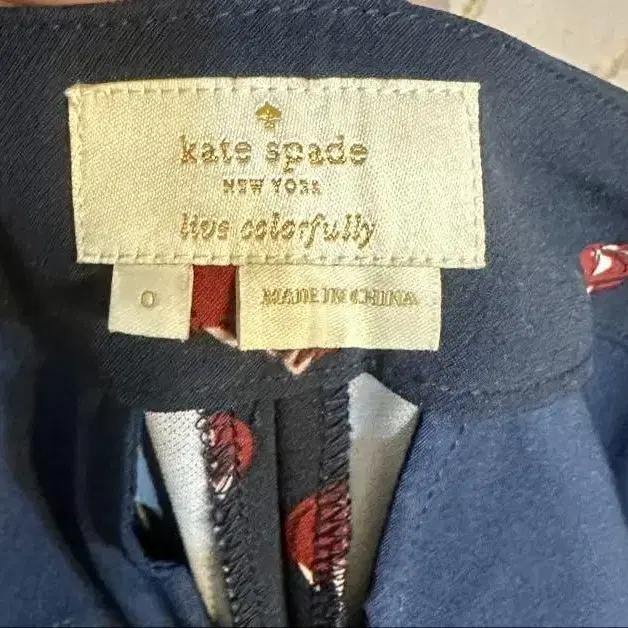 kate spade
NEW YORK
live colorfully
0
MADE IN CHINA